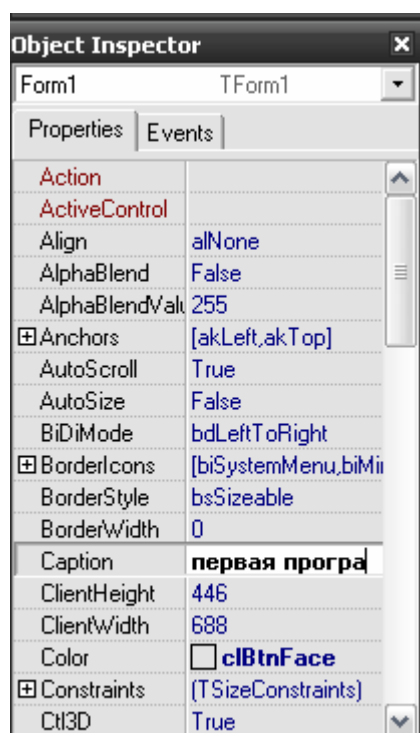 Object Inspector
Form1 TForm1
Properties Events
Action
ActiveControl
Align alNone
AlphaBlend False
AlphaBlendValu 255
Anchors [akLeft,akTop]
AutoScroll True
AutoSize False
BiDiMode bdLeftToRight
BorderIcons [biSystemMenu,biMin
BorderStyle bsSizeable
BorderWidth 0
Caption первая програ
ClientHeight 446
ClientWidth 688
Color clBtnFace
Constraints (TSizeConstraints)
Ctl3D True